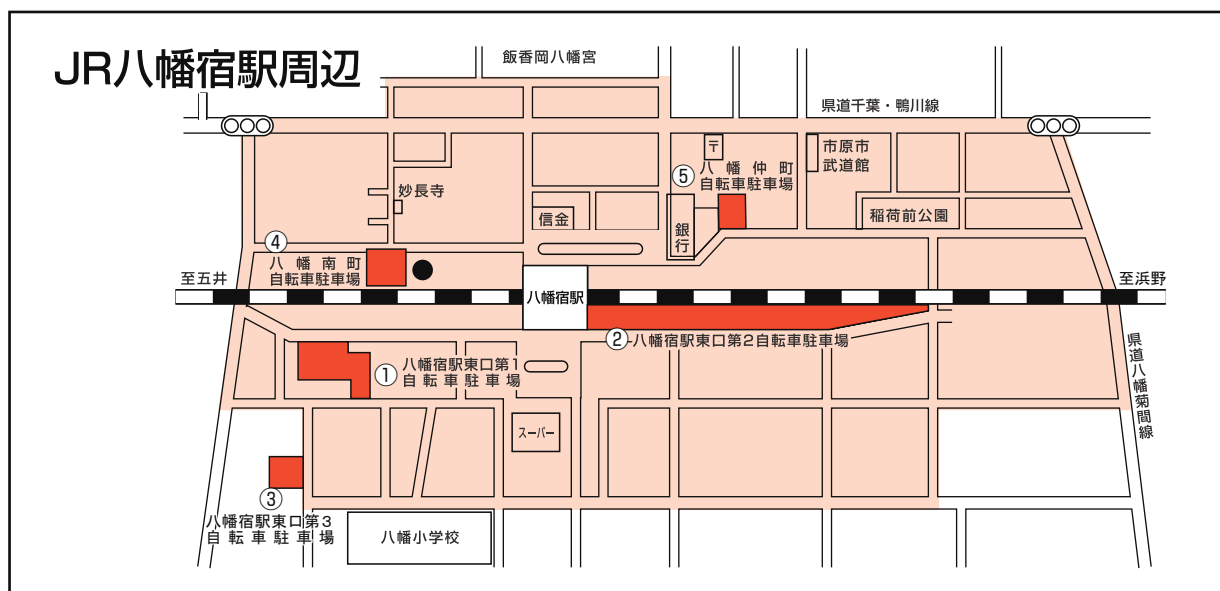 JR八幡宿駅周辺
飯香岡八幡宮
県道千葉・鴨川線
〒
市原市
武道館
⑤
八幡仲町
自転車駐車場
妙長寺
信金
銀行
稲荷前公園
④
八幡南町
自転車駐車場
至五井
八幡宿駅
至浜野
②
八幡宿駅東口第2自転車駐車場
①
八幡宿駅東口第1
自転車駐車場
県道八幡菊間線
スーパー
③
八幡宿駅東口第3
自転車駐車場
八幡小学校